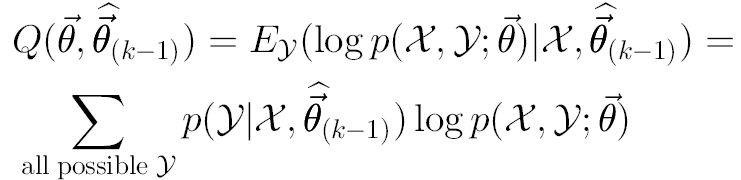 $Q(\vec{\theta}, \widehat{\vec{\theta}}_{(k-1)}) = E_{\mathcal{Y}}(\log p(\mathcal{X}, \mathcal{Y}; \vec{\theta}) | \mathcal{X}, \widehat{\vec{\theta}}_{(k-1)}) =$
$\sum_{\text{all possible } \mathcal{Y}} p(\mathcal{Y} | \mathcal{X}, \widehat{\vec{\theta}}_{(k-1)}) \log p(\mathcal{X}, \mathcal{Y}; \vec{\theta})$